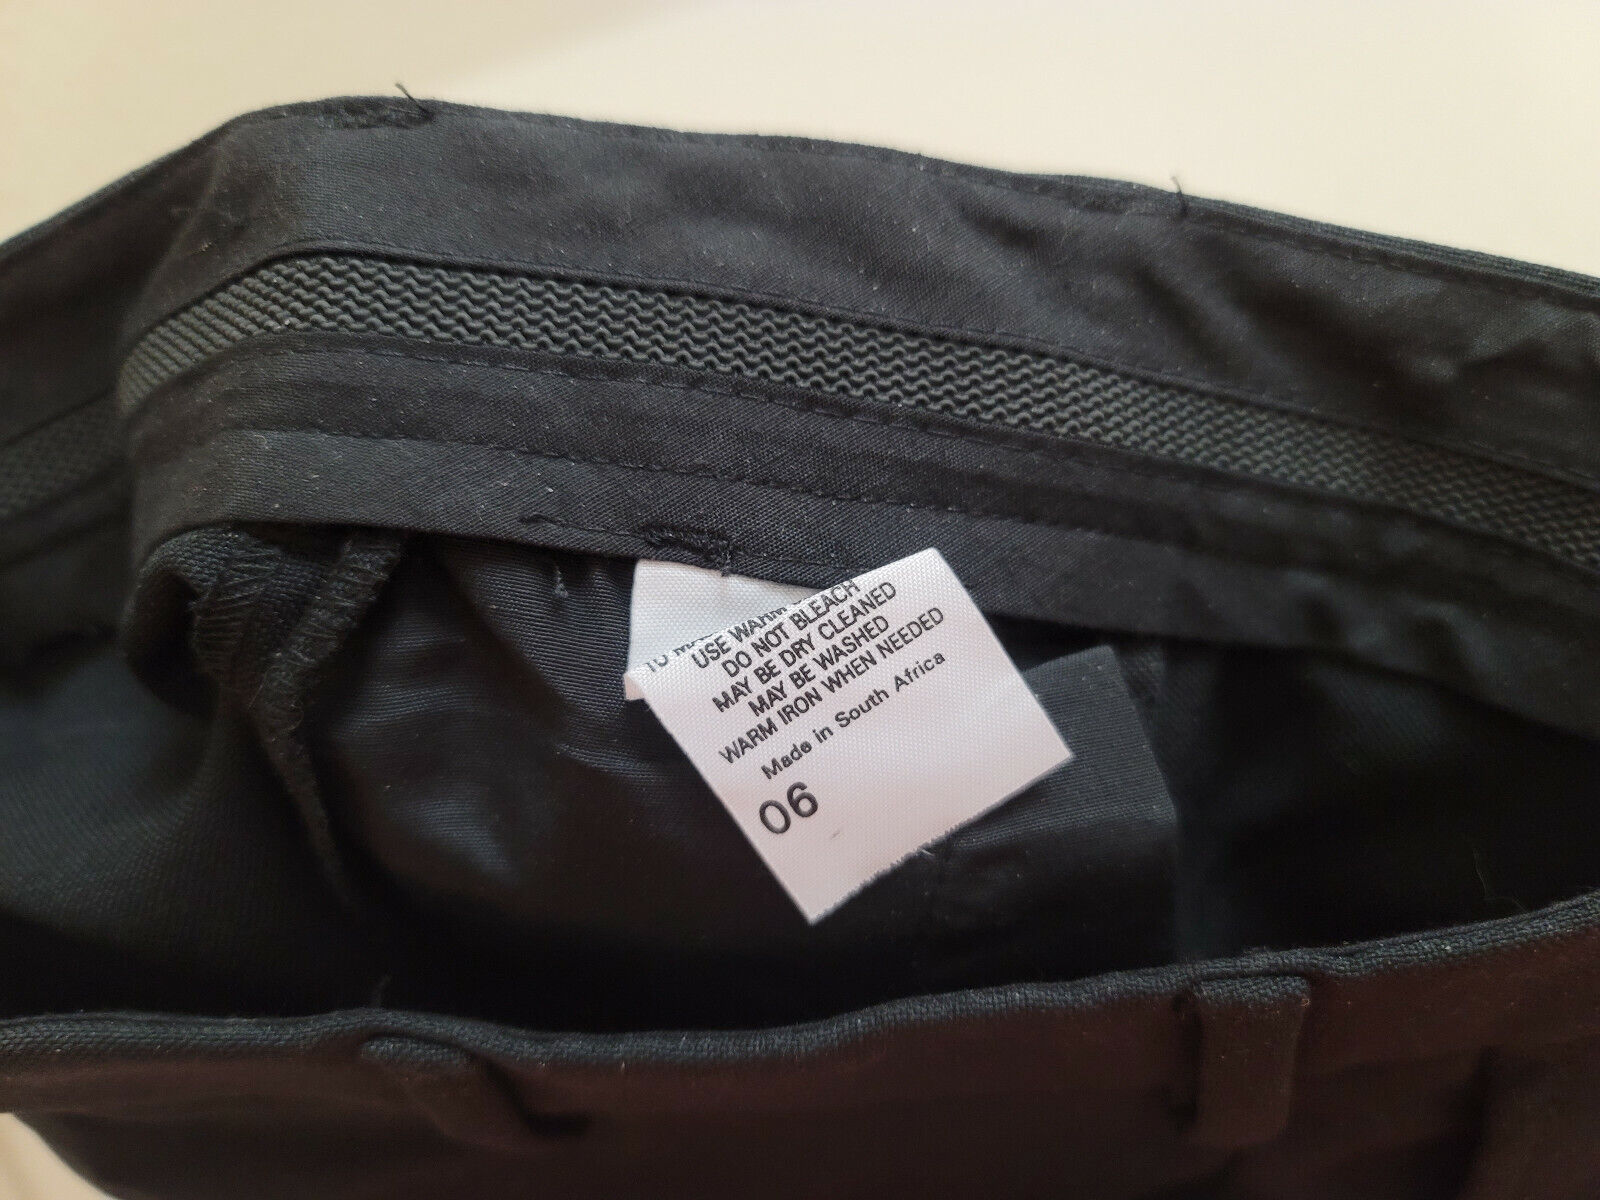 USE WARM
DO NOT BLEACH
MAY BE DRY CLEANED
MAY BE WASHED
WARM IRON WHEN NEEDED
Made in South Africa
06